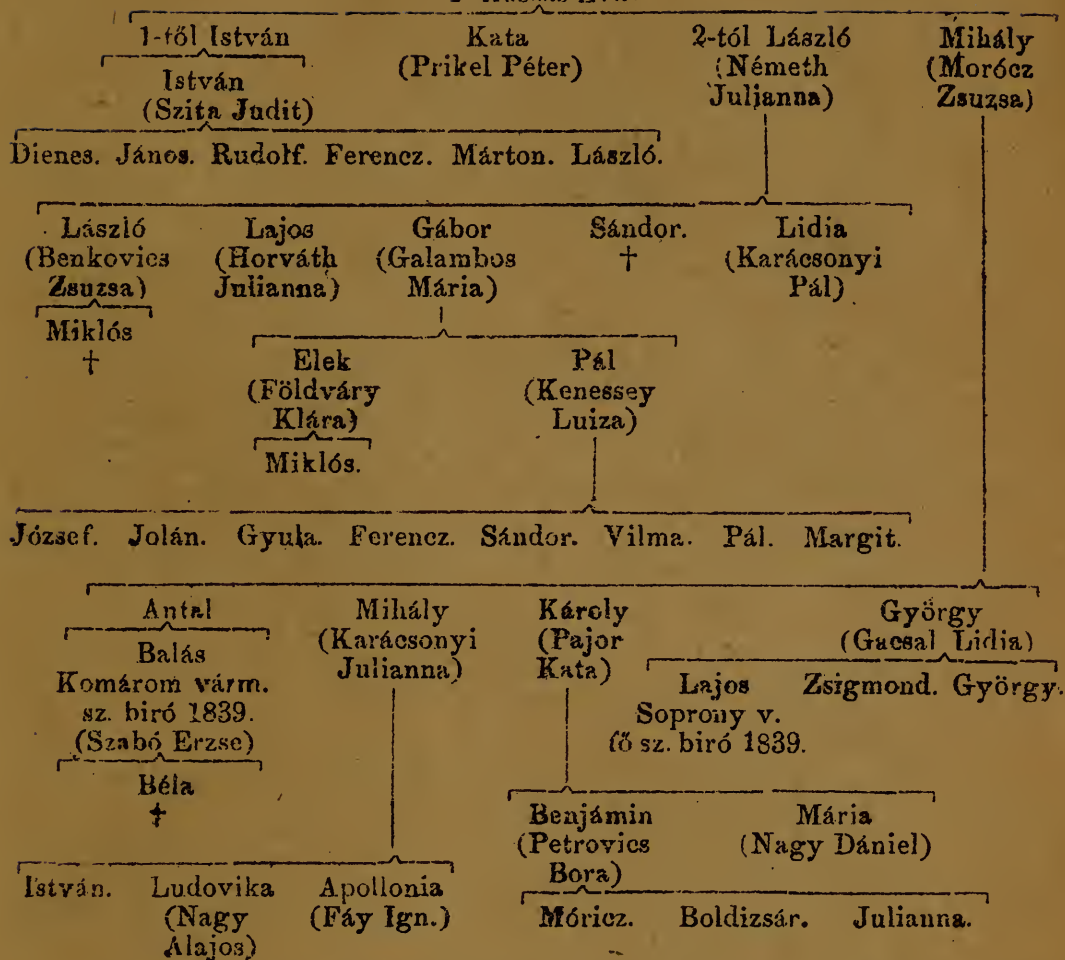 1-től István Kata 2-tól László Mihály
(Prikel Péter) (Németh (Morócz
István Julianna) Zsuzsa)
(Szita Judit)
Dienes. János. Rudolf. Ferencz. Márton. László.
László Lajos Gábor Sándor. Lidia
(Benkovics (Horváth (Galambos † (Karácsonyi
Zsuzsa) Julianna) Mária) Pál)
Miklós
†
Elek Pál
(Földváry (Kenessey
Klára) Luiza)
Miklós.
József. Jolán. Gyula. Ferencz. Sándor. Vilma. Pál. Margit.
Antal Mihály Károly György
(Karácsonyi (Pajor (Gacsal Lidia)
Balás Julianna) Kata)
Komárom várm. Lajos Zsigmond. György.
sz. biró 1839. Soprony v.
(Szabó Erzse) fő sz. biró 1839.
Béla
†
Benjámin Mária
(Petrovics (Nagy Dániel)
Bora)
István. Ludovika Apollonia
(Nagy (Fáy Ign.) Móricz. Boldizsár. Julianna.
Alajos)